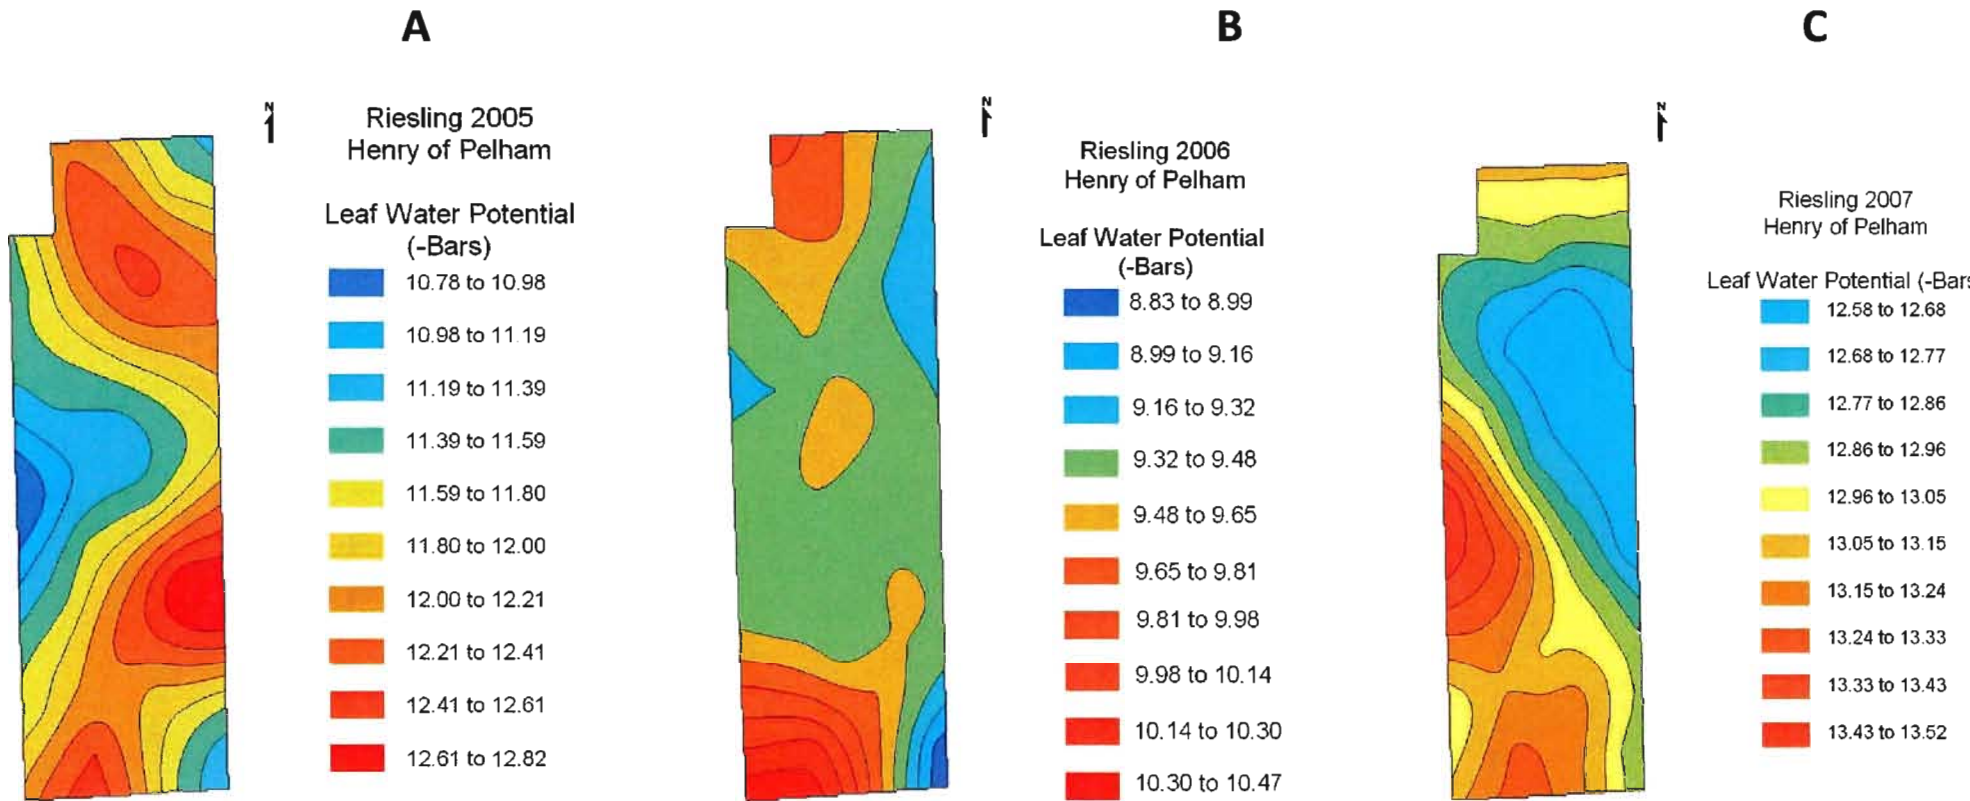 A
N
Riesling 2005
Henry of Pelham
Leaf Water Potential
(-Bars)
10.78 to 10.98
10.98 to 11.19
11.19 to 11.39
11.39 to 11.59
11.59 to 11.80
11.80 to 12.00
12.00 to 12.21
12.21 to 12.41
12.41 to 12.61
12.61 to 12.82
B
N
Riesling 2006
Henry of Pelham
Leaf Water Potential
(-Bars)
8.83 to 8.99
8.99 to 9.16
9.16 to 9.32
9.32 to 9.48
9.48 to 9.65
9.65 to 9.81
9.81 to 9.98
9.98 to 10.14
10.14 to 10.30
10.30 to 10.47
C
N
Riesling 2007
Henry of Pelham
Leaf Water Potential (-Bars
12.58 to 12.68
12.68 to 12.77
12.77 to 12.86
12.86 to 12.96
12.96 to 13.05
13.05 to 13.15
13.15 to 13.24
13.24 to 13.33
13.33 to 13.43
13.43 to 13.52